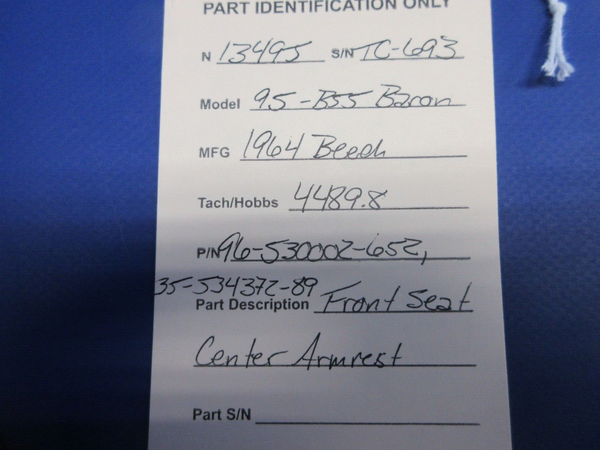 PART IDENTIFICATION ONLY
N 13495 S/N TC-693
Model 95-B55 Baron
MFG 1964 Beech
Tach/Hobbs 4489.8
P/N 96-530002-652,
35-534372-89
Part Description Front Seat
Center Armrest
Part S/N